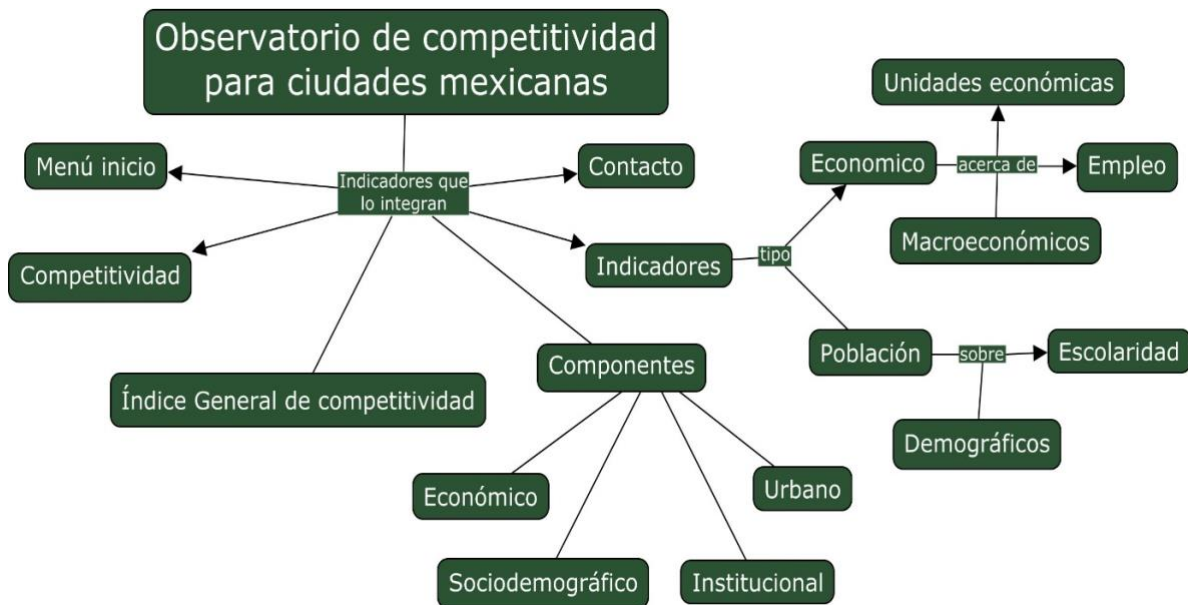 Observatorio de competitividad
para ciudades mexicanas
Unidades económicas
Menú inicio
Indicadores que
lo integran
Contacto
Economico
acerca de
Empleo
Competitividad
Indicadores
tipo
Macroeconómicos
Población
sobre
Escolaridad
Componentes
Índice General de competitividad
Demográficos
Económico
Urbano
Sociodemográfico
Institucional